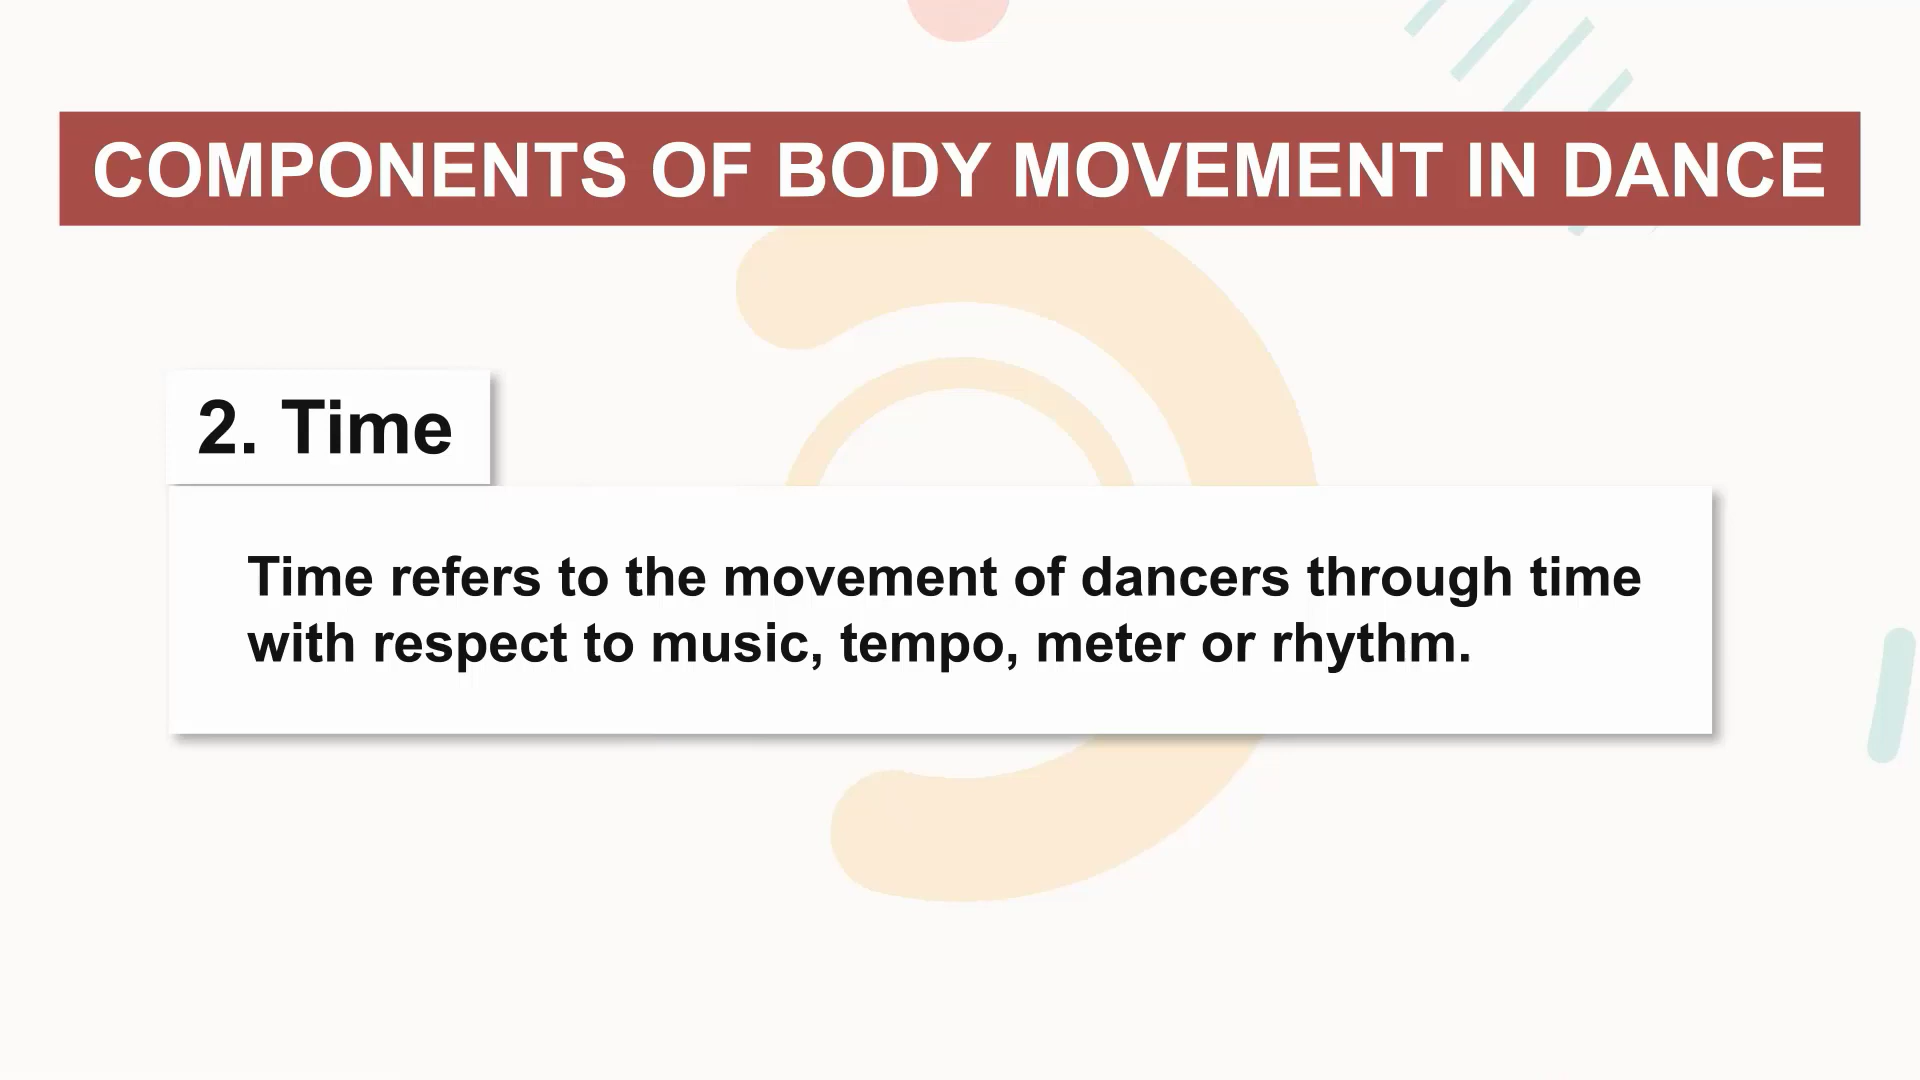 COMPONENTS OF BODY MOVEMENT IN DANCE
2. Time
Time refers to the movement of dancers through time
with respect to music, tempo, meter or rhythm.